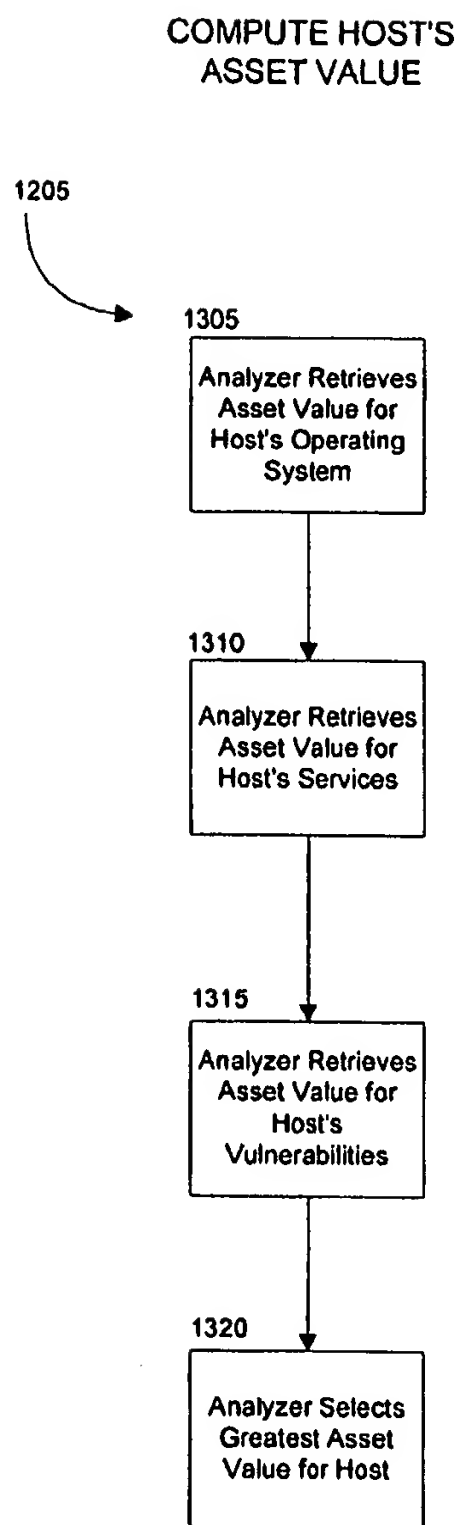 COMPUTE HOST'S
ASSET VALUE
1205
1305
Analyzer Retrieves
Asset Value for
Host's Operating
System
1310
Analyzer Retrieves
Asset Value for
Host's Services
1315
Analyzer Retrieves
Asset Value for
Host's
Vulnerabilities
1320
Analyzer Selects
Greatest Asset
Value for Host